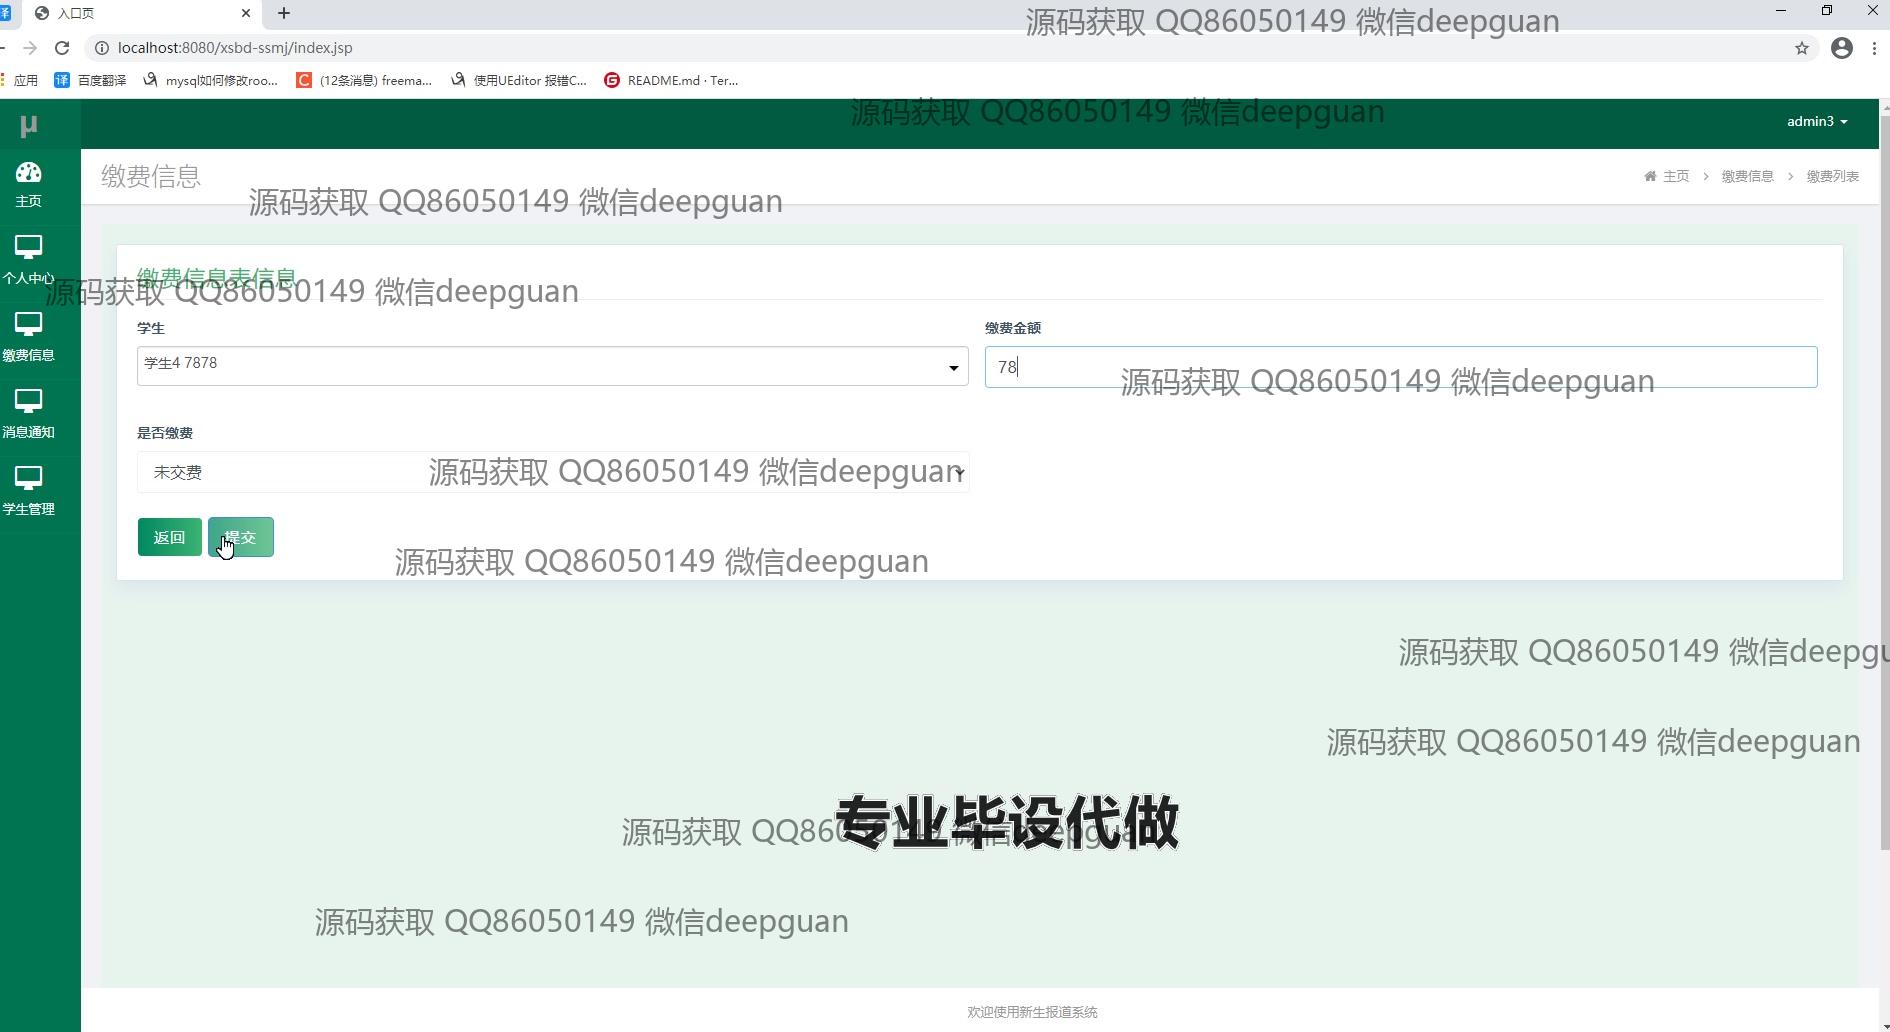 译 入口页
源码获取 QQ86050149 微信deepguan
localhost:8080/xsbd-ssmj/index.jsp
应用 译 百度翻译 mysql如何修改roo... C (12条消息) freema... 使用UEditor 报错C... G README.md · Ter...
μ
源码获取 QQ86050149 微信deepguan
admin3
缴费信息
主页 > 缴费信息 > 缴费列表
源码获取 QQ86050149 微信deepguan
主页
个人中心
缴费信息
消息通知
学生管理
缴费信息表信息
源码获取 QQ86050149 微信deepguan
学生
缴费金额
学生4 7878
78
源码获取 QQ86050149 微信deepguan
是否缴费
未交费
源码获取 QQ86050149 微信deepguan
返回 提交
源码获取 QQ86050149 微信deepguan
源码获取 QQ86050149 微信deepgu
源码获取 QQ86050149 微信deepguan
源码获取 QQ86050149 微信deepgua
专业毕设代做
源码获取 QQ86050149 微信deepguan
欢迎使用新生报道系统